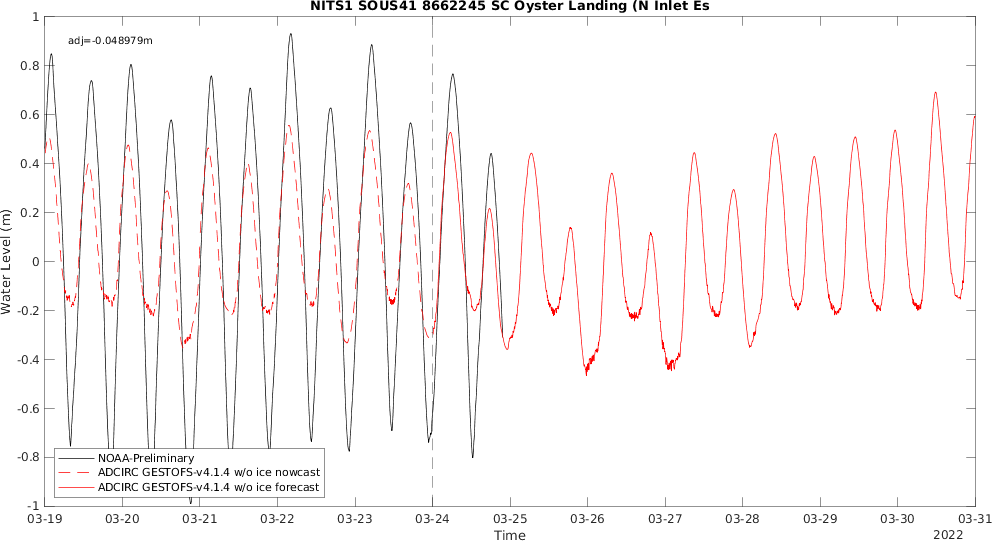 NITS1 SOUS41 8662245 SC Oyster Landing (N Inlet Es
adj=-0.048979m
Water Level (m)
1
0.8
0.6
0.4
0.2
0
-0.2
-0.4
-0.6
-0.8
-1
NOAA-Preliminary
ADCIRC GESTOFS-v4.1.4 w/o ice nowcast
ADCIRC GESTOFS-v4.1.4 w/o ice forecast
03-19 03-20 03-21 03-22 03-23 03-24 03-25 03-26 03-27 03-28 03-29 03-30 03-31
Time
2022